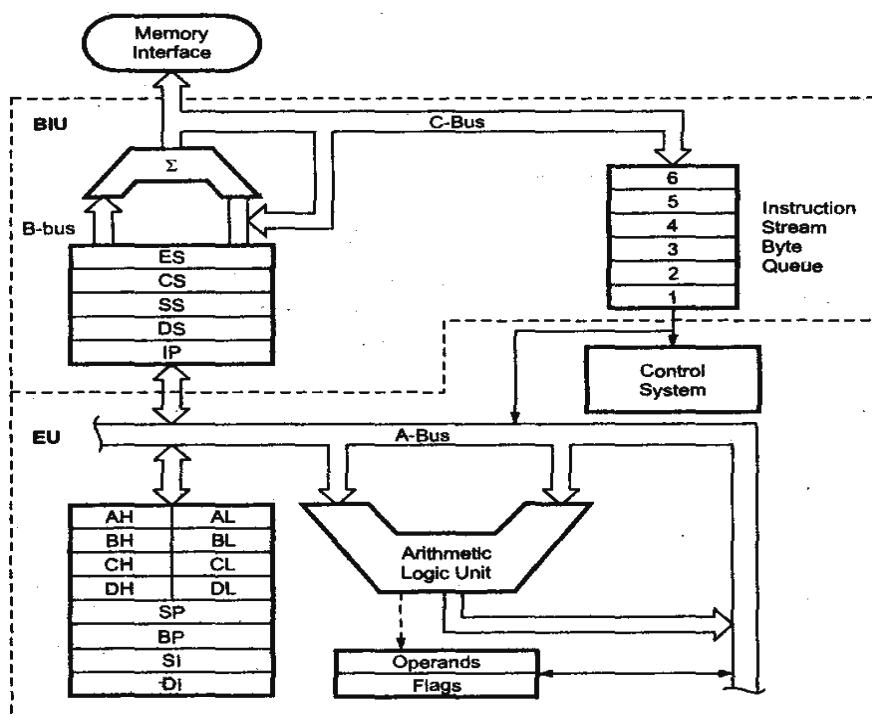 Memory
Interface
BIU
C-Bus
Σ
B-bus
6
5
4
3
2
1
Instruction
Stream
Byte
Queue
ES
CS
SS
DS
IP
Control
System
EU
A-Bus
AH AL
BH BL
CH CL
DH DL
SP
BP
SI
DI
Arithmetic
Logic Unit
Operands
Flags